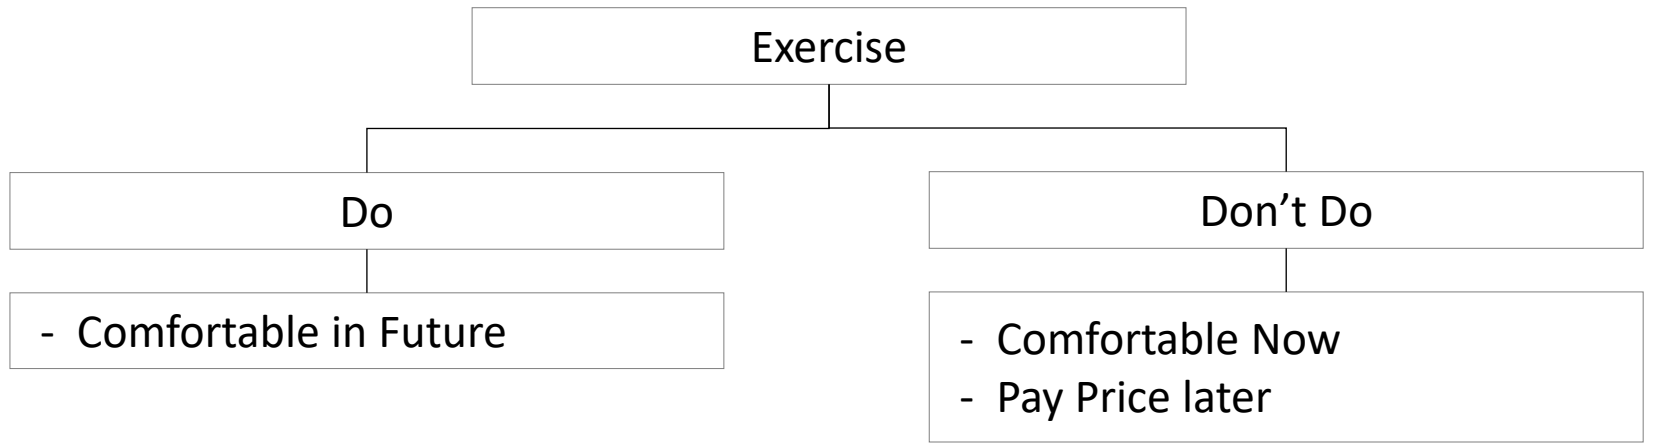 Exercise
Do
Don’t Do
- Comfortable in Future
- Comfortable Now
- Pay Price later